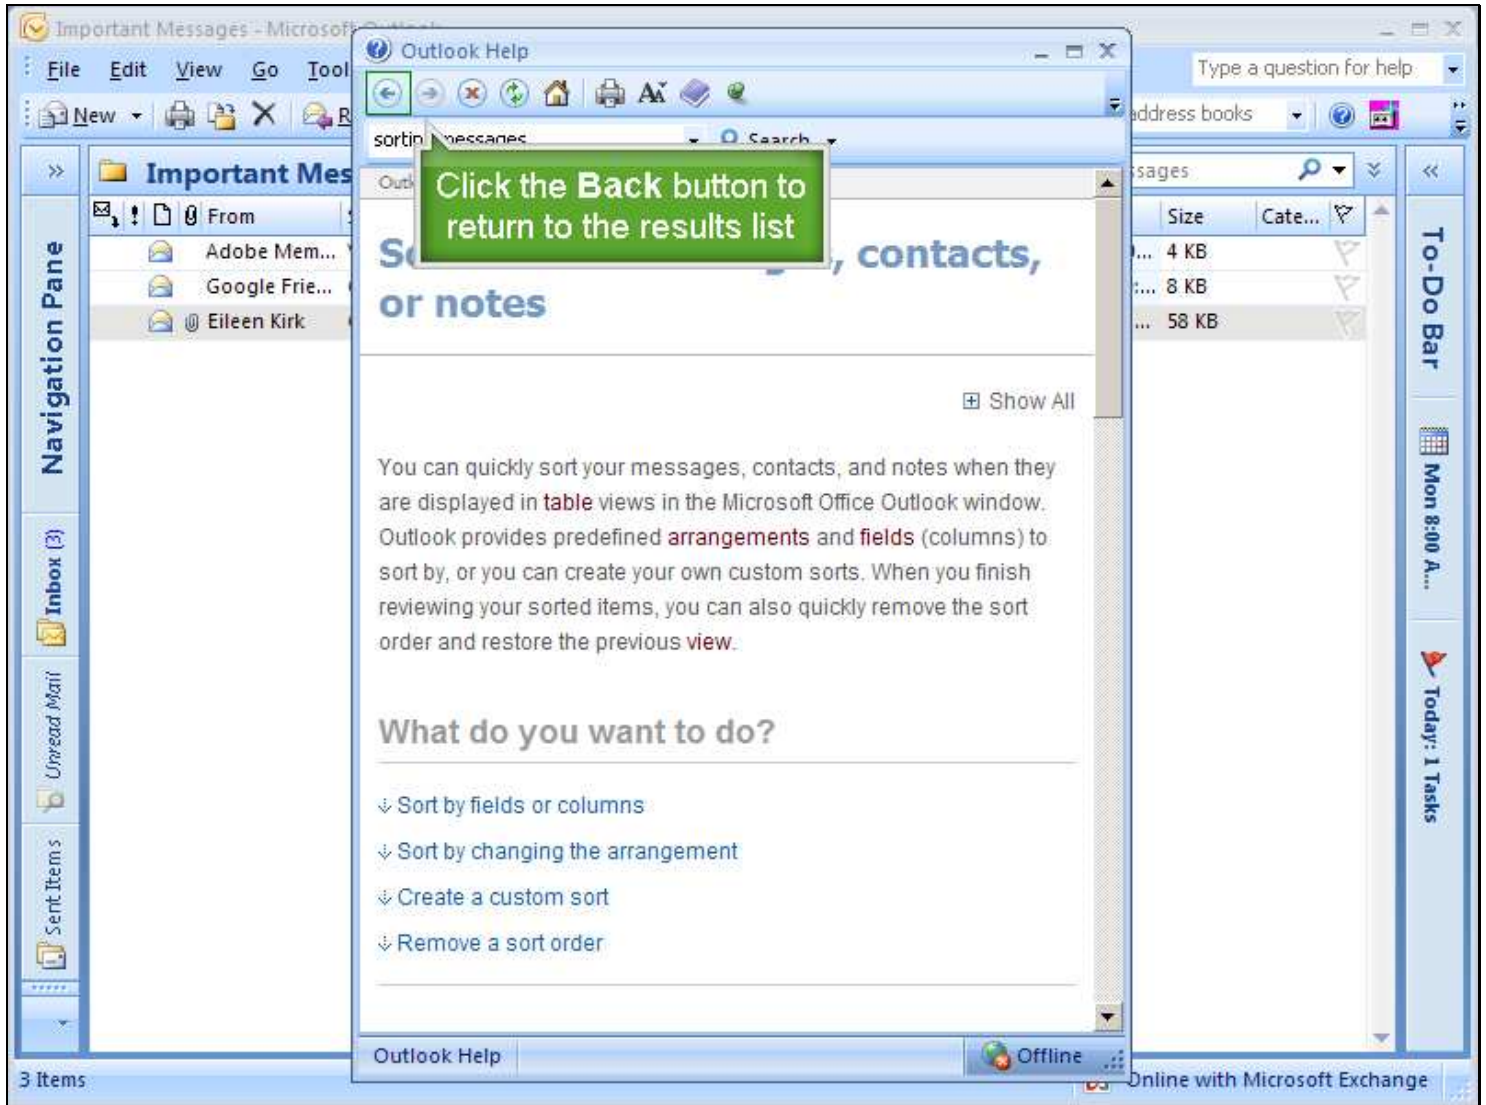 Important Messages - Microsoft Outlook
Outlook Help
File Edit View Go Tool
Type a question for help
New
address books
sorting messages
Search
Click the Back button to
return to the results list
Important Mes
ssages
From
Size Cate...
Adobe Mem...
4 KB
Google Frie...
8 KB
Eileen Kirk
58 KB
, contacts,
or notes
Show All
You can quickly sort your messages, contacts, and notes when they
are displayed in table views in the Microsoft Office Outlook window.
Outlook provides predefined arrangements and fields (columns) to
sort by, or you can create your own custom sorts. When you finish
reviewing your sorted items, you can also quickly remove the sort
order and restore the previous view.
What do you want to do?
Sort by fields or columns
Sort by changing the arrangement
Create a custom sort
Remove a sort order
Outlook Help
Offline
Navigation Pane
Inbox (3)
Unread Mail
Sent Items
To-Do Bar
Mon 8:00 A...
Today: 1 Tasks
3 Items
Online with Microsoft Exchange